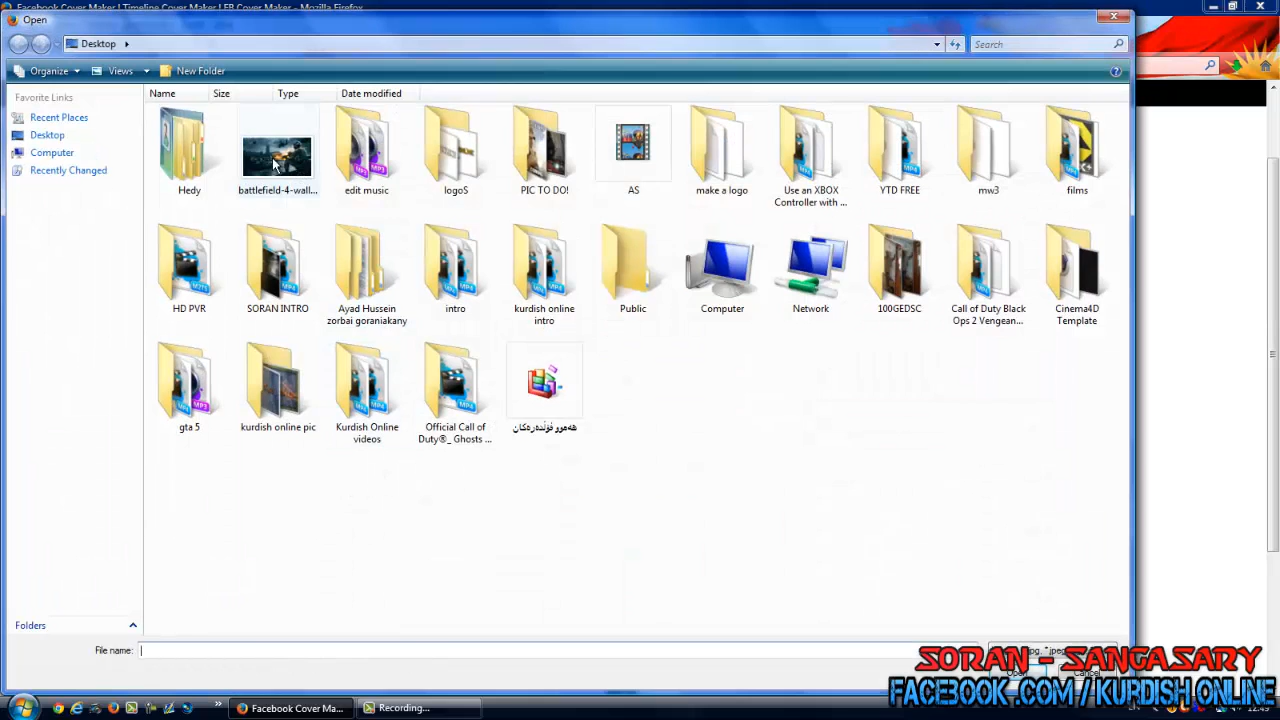 Facebook Cover Maker | Timeline Cover Maker | FB Cover Maker - Mozilla Firefox
Open
Desktop
Search
Organize Views New Folder
Favorite Links
Recent Places
Desktop
Computer
Recently Changed
Name Size Type Date modified
Hedy
battlefield-4-wall...
edit music
logoS
PIC TO DO!
AS
make a logo
Use an XBOX
Controller with ...
YTD FREE
mw3
films
HD PVR
SORAN INTRO
Ayad Hussein
zorbai goraniakany
intro
kurdish online
intro
Public
Computer
Network
100GEDSC
Call of Duty Black
Ops 2 Vengean...
Cinema4D
Template
gta 5
kurdish online pic
Kurdish Online
videos
Official Call of
Duty®_ Ghosts ...
هەموو فۆڵدەرەکان
Folders
File name:
SORAN - SANGASARY
FACEBOOK.COM/KURDISH ONLINE
Facebook Cover Ma...
Recording...
12:49